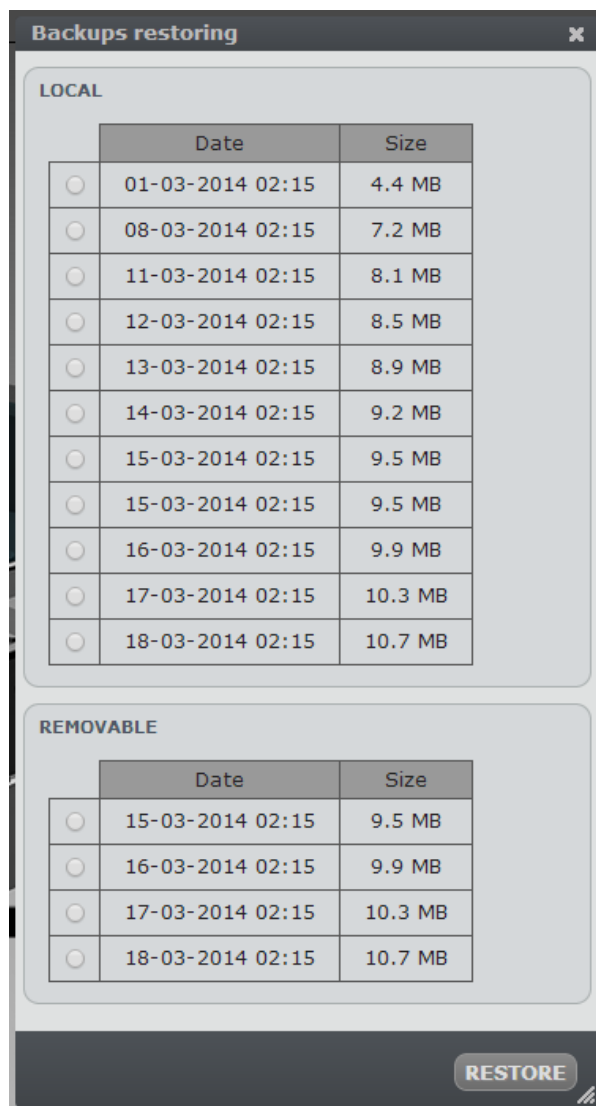 Backups restoring
LOCAL
Date Size
01-03-2014 02:15 4.4 MB
08-03-2014 02:15 7.2 MB
11-03-2014 02:15 8.1 MB
12-03-2014 02:15 8.5 MB
13-03-2014 02:15 8.9 MB
14-03-2014 02:15 9.2 MB
15-03-2014 02:15 9.5 MB
15-03-2014 02:15 9.5 MB
16-03-2014 02:15 9.9 MB
17-03-2014 02:15 10.3 MB
18-03-2014 02:15 10.7 MB
REMOVABLE
Date Size
15-03-2014 02:15 9.5 MB
16-03-2014 02:15 9.9 MB
17-03-2014 02:15 10.3 MB
18-03-2014 02:15 10.7 MB
RESTORE